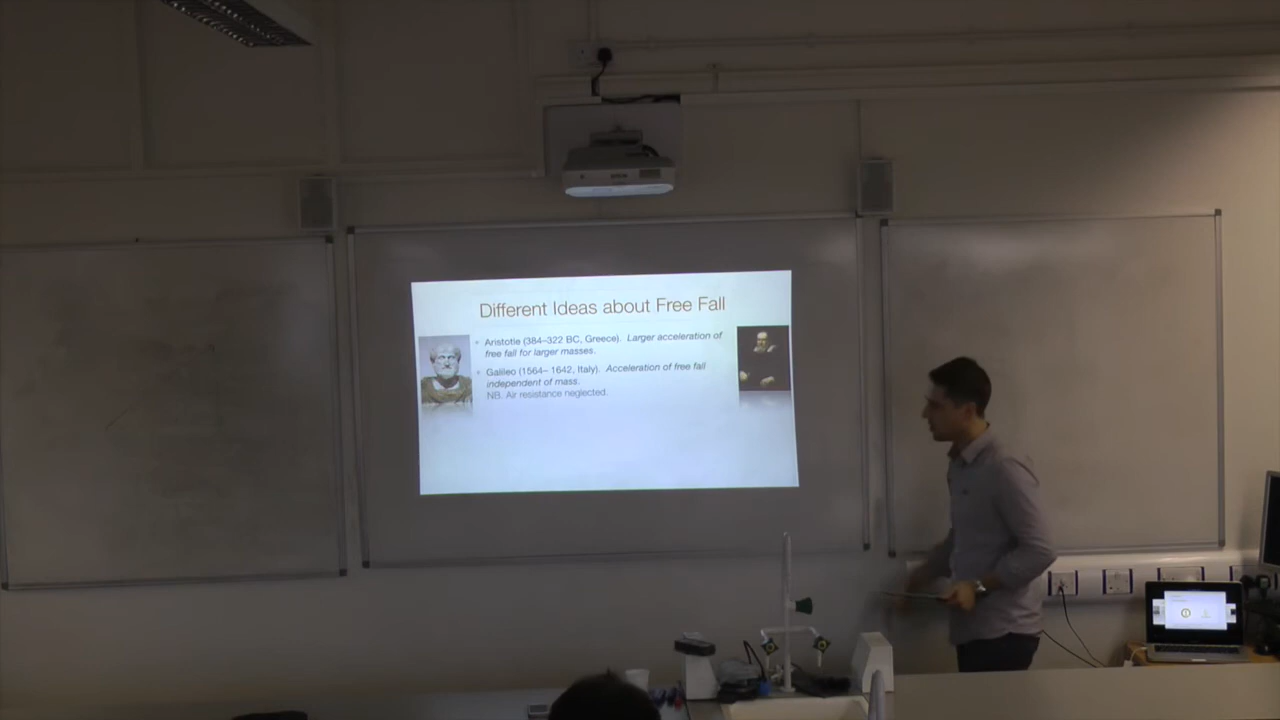 EPSON
Different Ideas about Free Fall
Aristotle (384–322 BC, Greece). Larger acceleration of
free fall for larger masses.
Galileo (1564– 1642, Italy). Acceleration of free fall
independent of mass.
NB. Air resistance neglected.